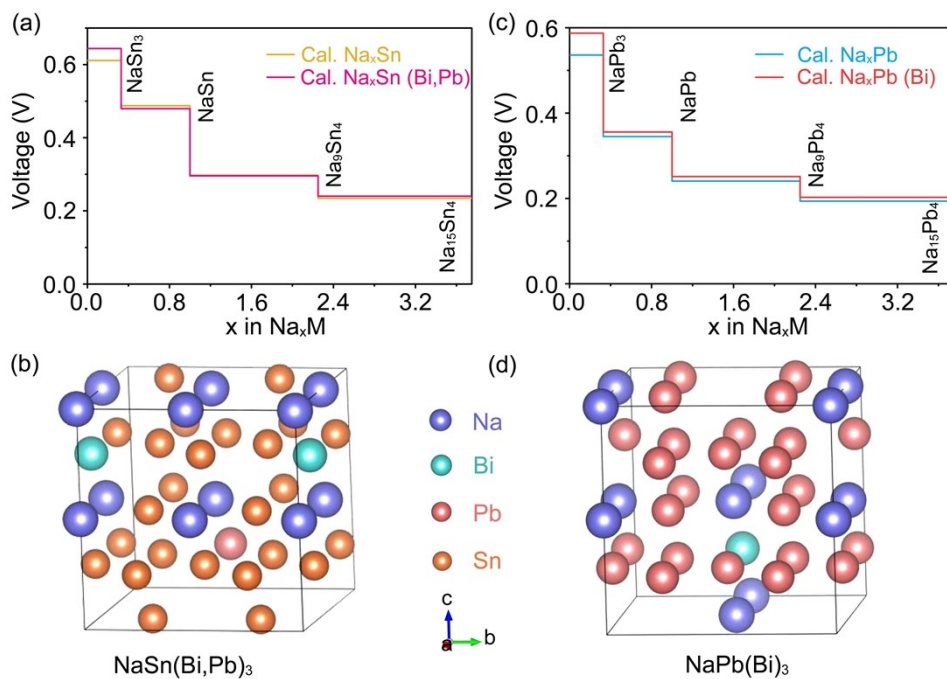 (a)
Cal. NaₓSn
Cal. NaₓSn (Bi,Pb)
NaSn₃
NaSn
Na₉Sn₄
Na₁₅Sn₄
Voltage (V)
0.6
0.4
0.2
0.0
0.0 0.8 1.6 2.4 3.2
x in NaₓM
(c)
Cal. NaₓPb
Cal. NaₓPb (Bi)
NaPb₃
NaPb
Na₉Pb₄
Na₁₅Pb₄
Voltage (V)
0.6
0.4
0.2
0.0
0.0 0.8 1.6 2.4 3.2
x in NaₓM
(b)
NaSn(Bi,Pb)₃
Na
Bi
Pb
Sn
c
a
b
(d)
NaPb(Bi)₃